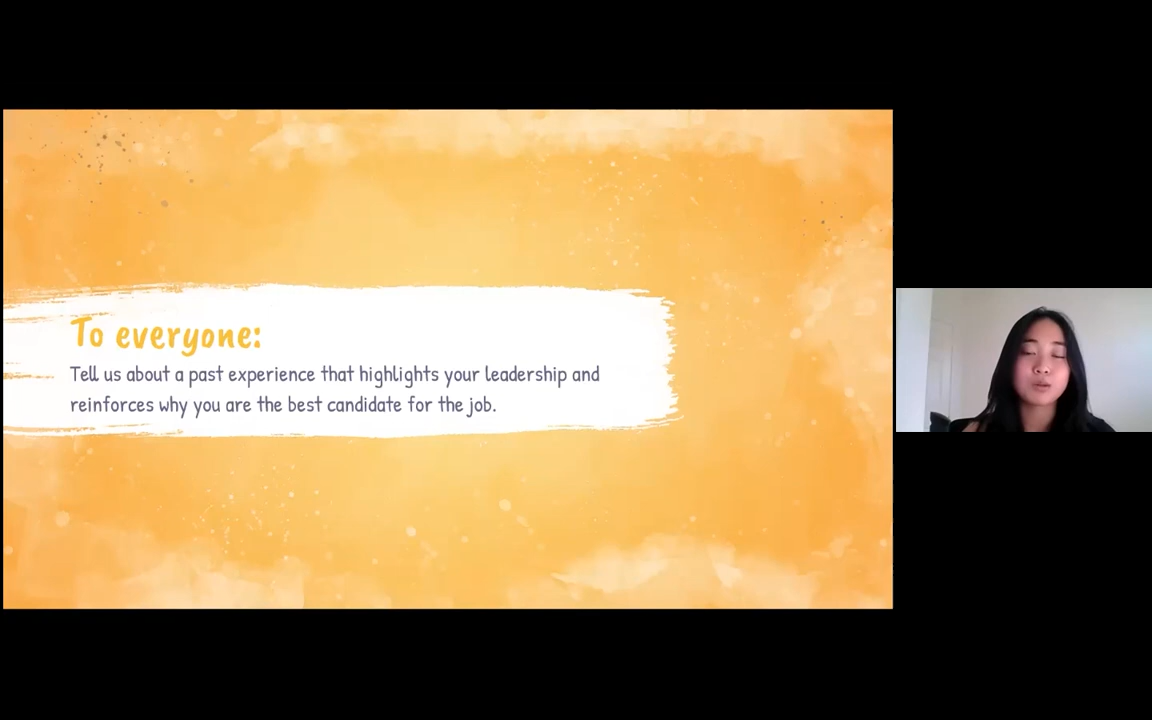 To everyone:
Tell us about a past experience that highlights your leadership and
reinforces why you are the best candidate for the job.